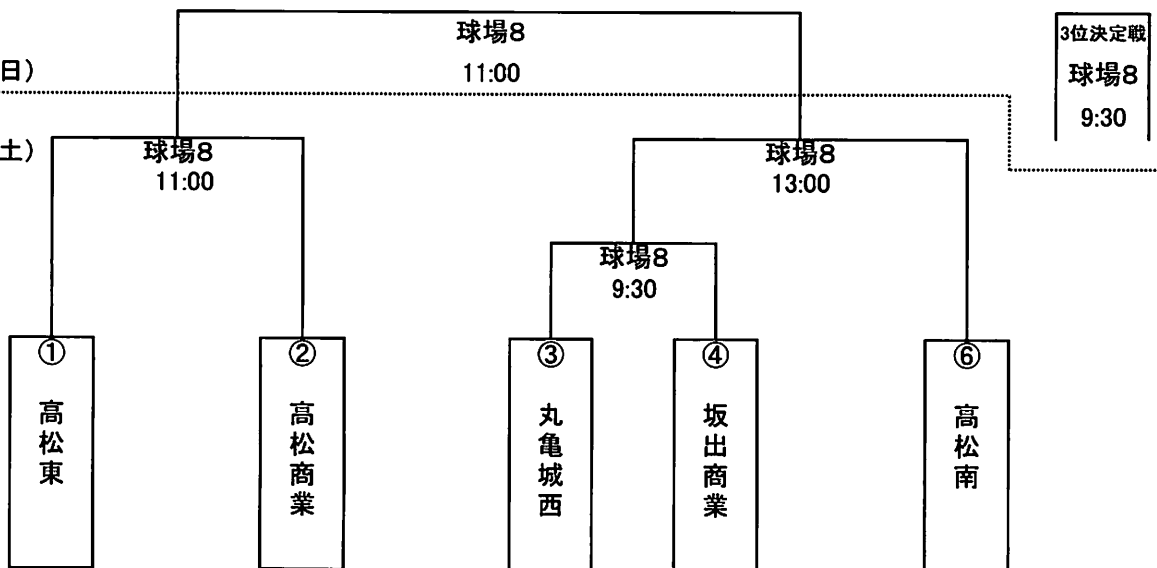 球場8
11:00
3位決定戦
球場8
9:30
日)
土)
球場8
11:00
球場8
13:00
球場8
9:30
①
高松東
②
高松商業
③
丸亀城西
④
坂出商業
⑥
高松南